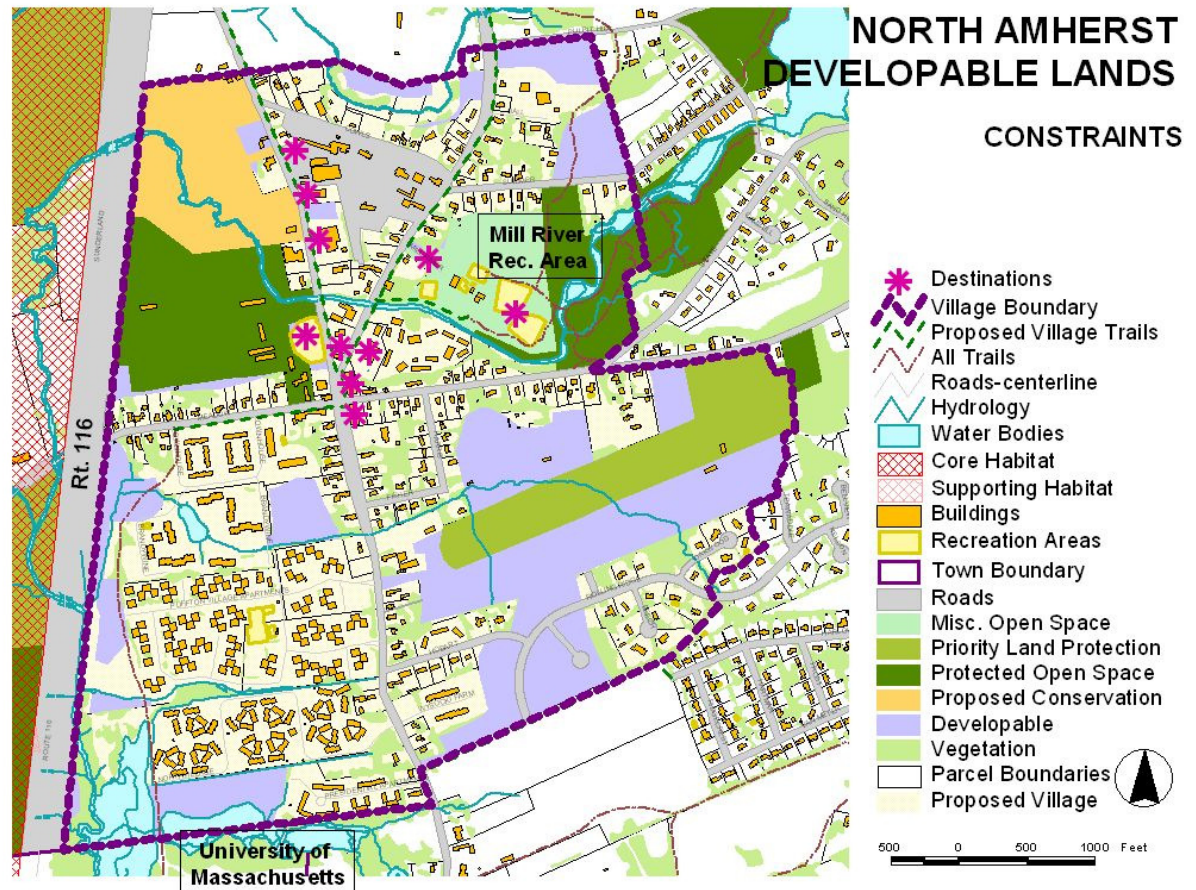 NORTH AMHERST
DEVELOPABLE LANDS
CONSTRAINTS
Mill River
Rec. Area
SUNDERLAND
Rt. 116
ROUTE 116
University of
Massachusetts
Destinations
Village Boundary
Proposed Village Trails
All Trails
Roads-centerline
Hydrology
Water Bodies
Core Habitat
Supporting Habitat
Buildings
Recreation Areas
Town Boundary
Roads
Misc. Open Space
Priority Land Protection
Protected Open Space
Proposed Conservation
Developable
Vegetation
Parcel Boundaries
Proposed Village
500 0 500 1000 Feet